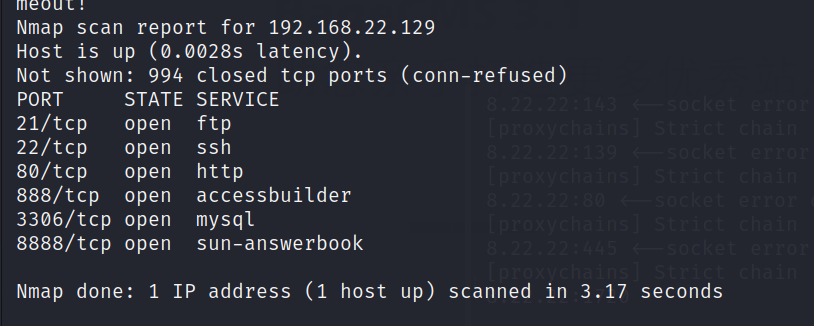 meout!
Nmap scan report for 192.168.22.129
Host is up (0.0028s latency).
Not shown: 994 closed tcp ports (conn-refused)
PORT     STATE SERVICE
21/tcp   open  ftp
22/tcp   open  ssh
80/tcp   open  http
888/tcp  open  accessbuilder
3306/tcp open  mysql
8888/tcp open  sun-answerbook
Nmap done: 1 IP address (1 host up) scanned in 3.17 seconds
8.22.22:143 <--socket error
[proxychains] Strict chain
8.22.22:139 <--socket error
[proxychains] Strict chain
8.22.22:80 <--socket error
[proxychains] Strict chain
8.22.22:445 <--socket error
[proxychains] Strict chain